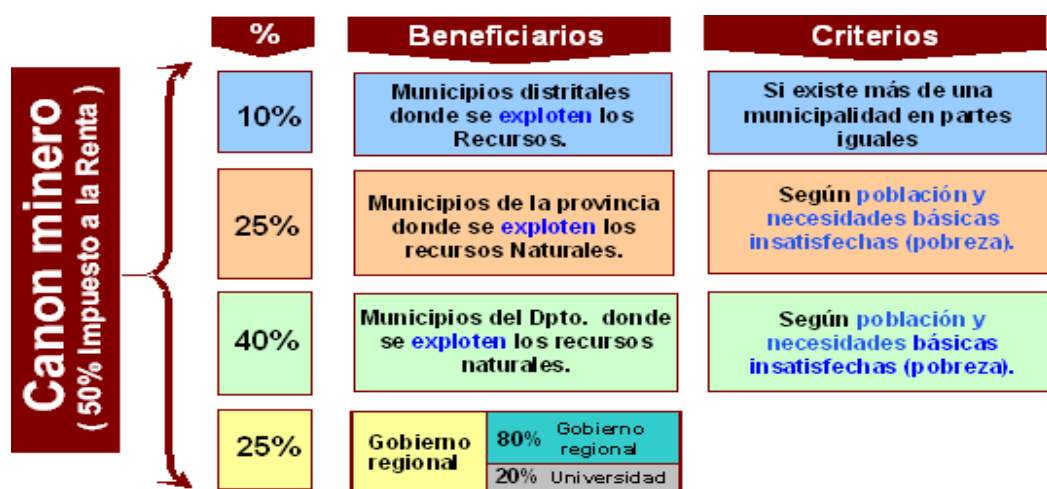 %
Beneficiarios
Criterios
Canon minero
( 50% Impuesto a la Renta )
10%
Municipios distritales
donde se exploten los
Recursos.
Si existe más de una
municipalidad en partes
iguales
25%
Municipios de la provincia
donde se exploten los
recursos Naturales.
Según población y
necesidades básicas
insatisfechas (pobreza).
40%
Municipios del Dpto. donde
se exploten los recursos
naturales.
Según población y
necesidades básicas
insatisfechas (pobreza).
25%
Gobierno
regional
80% Gobierno
regional
20% Universidad